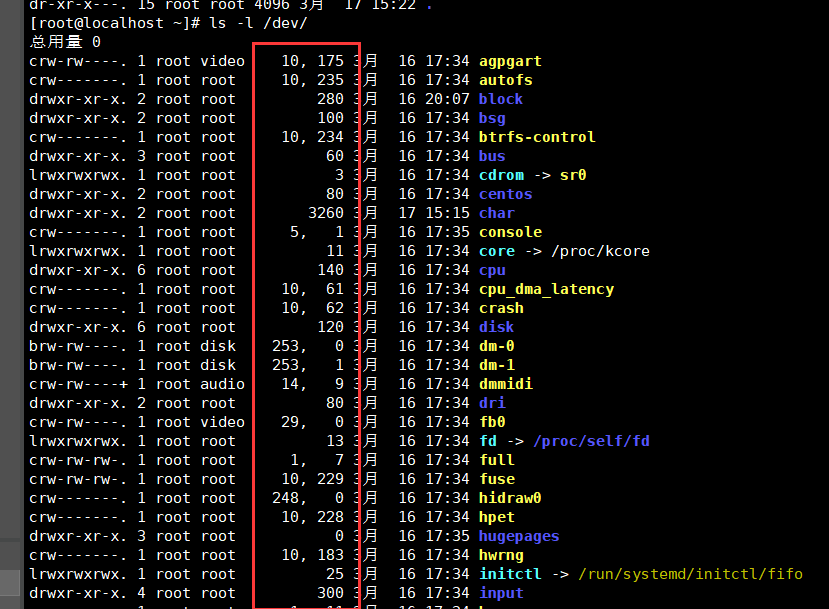 dr-xr-x---. 15 root root 4096 3月  17 15:22 .
[root@localhost ~]# ls -l /dev/
总用量 0
crw-rw----. 1 root video    10, 175 3月  16 17:34 agpgart
crw-------. 1 root root     10, 235 3月  16 17:34 autofs
drwxr-xr-x. 2 root root         280 3月  16 20:07 block
drwxr-xr-x. 2 root root         100 3月  16 17:34 bsg
crw-------. 1 root root     10, 234 3月  16 17:34 btrfs-control
drwxr-xr-x. 3 root root          60 3月  16 17:34 bus
lrwxrwxrwx. 1 root root           3 3月  16 17:34 cdrom -> sr0
drwxr-xr-x. 2 root root          80 3月  16 17:34 centos
drwxr-xr-x. 2 root root        3260 3月  17 15:15 char
crw-------. 1 root root      5,   1 3月  16 17:35 console
lrwxrwxrwx. 1 root root          11 3月  16 17:34 core -> /proc/kcore
drwxr-xr-x. 6 root root         140 3月  16 17:34 cpu
crw-------. 1 root root     10,  61 3月  16 17:34 cpu_dma_latency
crw-------. 1 root root     10,  62 3月  16 17:34 crash
drwxr-xr-x. 6 root root         120 3月  16 17:34 disk
brw-rw----. 1 root disk    253,   0 3月  16 17:34 dm-0
brw-rw----. 1 root disk    253,   1 3月  16 17:34 dm-1
crw-rw----+ 1 root audio    14,   9 3月  16 17:34 dmmidi
drwxr-xr-x. 2 root root          80 3月  16 17:34 dri
crw-rw----. 1 root video    29,   0 3月  16 17:34 fb0
lrwxrwxrwx. 1 root root          13 3月  16 17:34 fd -> /proc/self/fd
crw-rw-rw-. 1 root root      1,   7 3月  16 17:34 full
crw-rw-rw-. 1 root root     10, 229 3月  16 17:34 fuse
crw-------. 1 root root    248,   0 3月  16 17:34 hidraw0
crw-------. 1 root root     10, 228 3月  16 17:34 hpet
drwxr-xr-x. 3 root root           0 3月  16 17:35 hugepages
crw-------. 1 root root     10, 183 3月  16 17:34 hwrng
lrwxrwxrwx. 1 root root          25 3月  16 17:34 initctl -> /run/systemd/initctl/fifo
drwxr-xr-x. 4 root root         300 3月  16 17:34 input